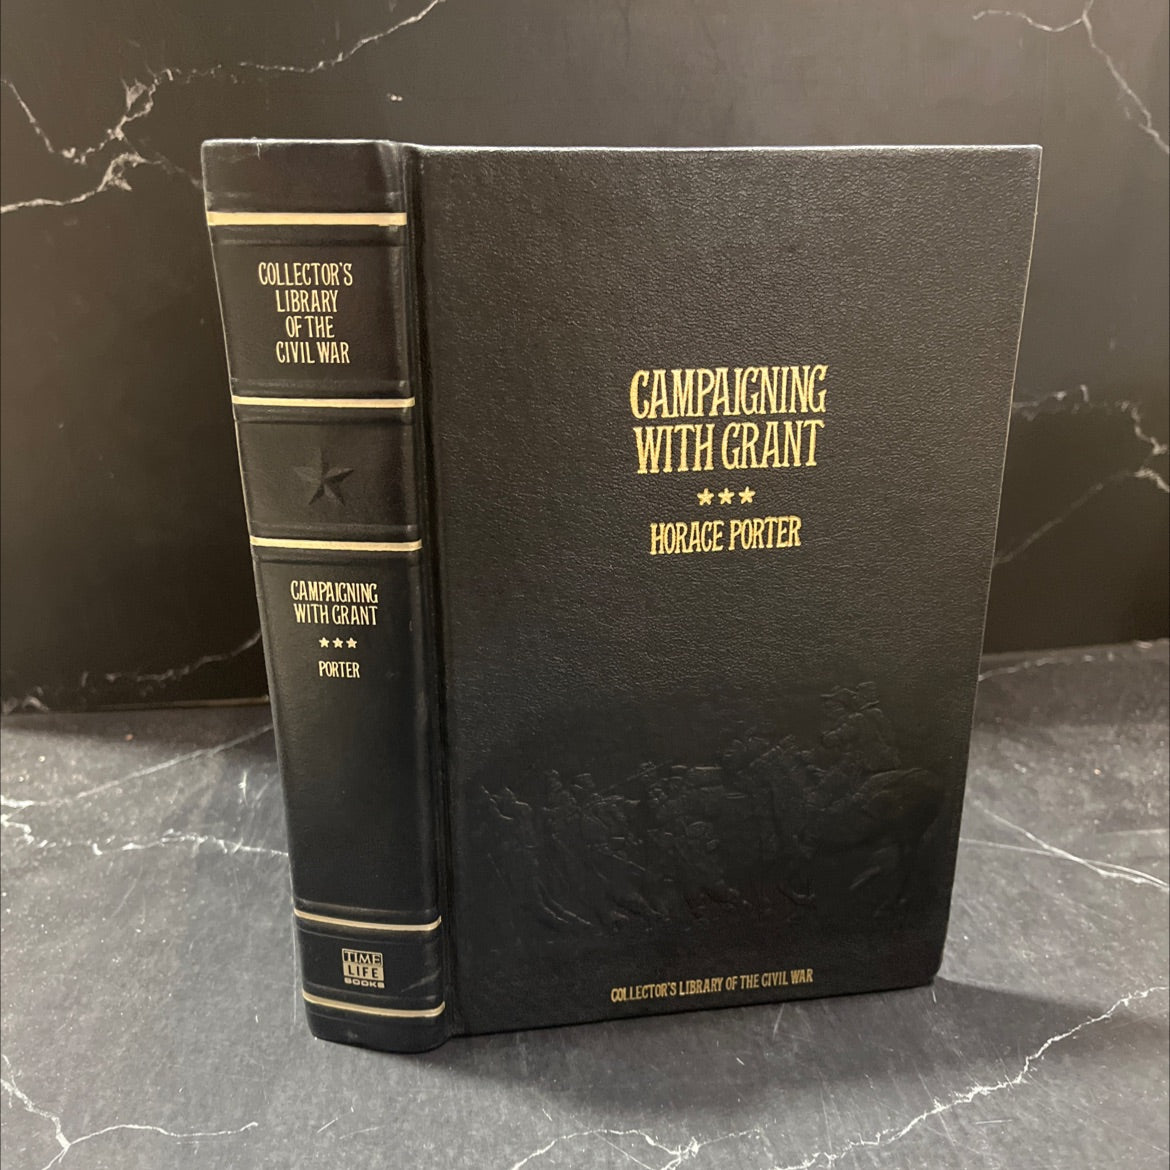 COLLECTOR'S
LIBRARY
OF THE
CIVIL WAR
CAMPAIGNING
WITH GRANT
PORTER
TIME
LIFE
BOOKS
CAMPAIGNING
WITH GRANT
HORACE PORTER
COLLECTOR'S LIBRARY OF THE CIVIL WAR